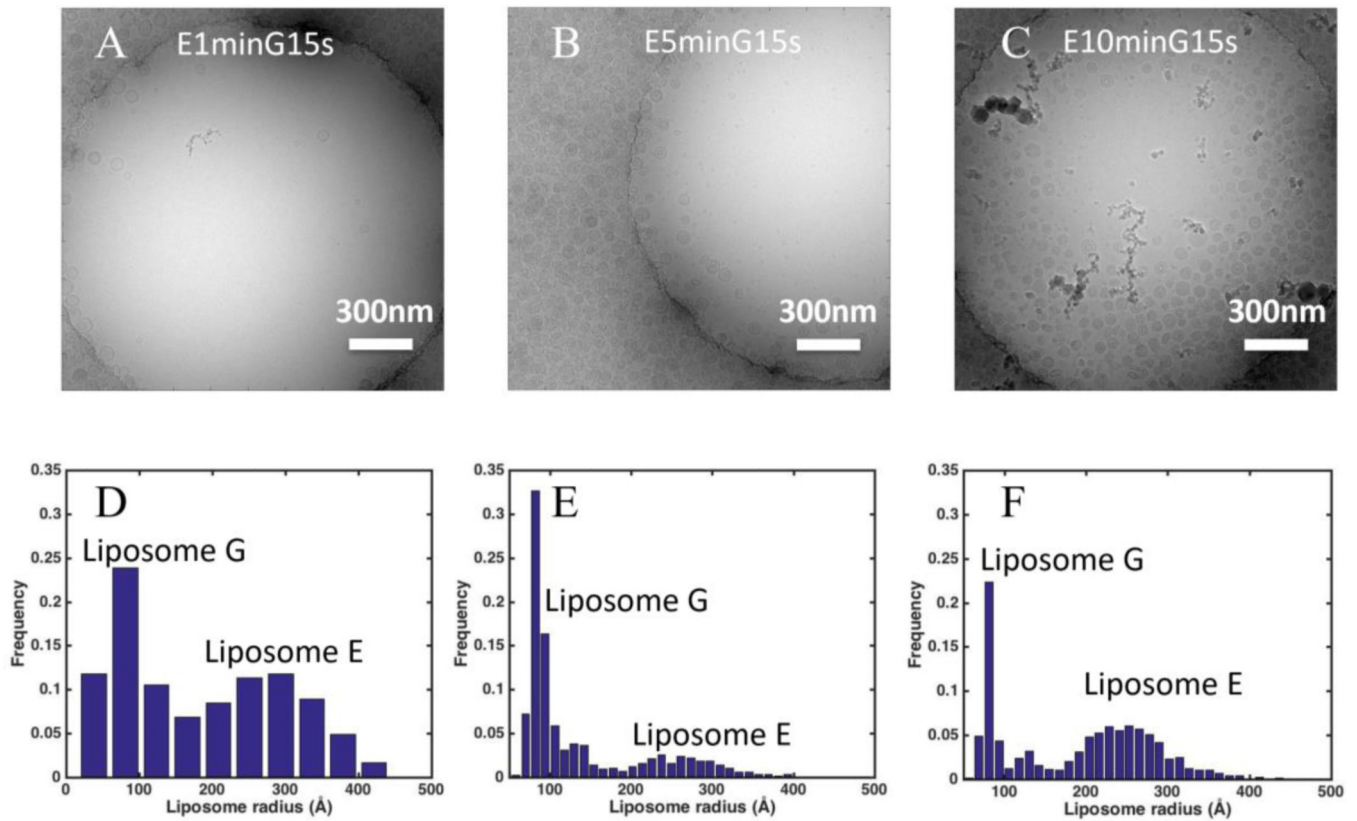 A
E1minG15s
300nm
B
E5minG15s
300nm
C
E10minG15s
300nm
D
Liposome G
Liposome E
Frequency
0.35
0.3
0.25
0.2
0.15
0.1
0.05
0
0 100 200 300 400 500
Liposome radius (Å)
E
Liposome G
Liposome E
Frequency
0.35
0.3
0.25
0.2
0.15
0.1
0.05
0
100 200 300 400 500
Liposome radius (Å)
F
Liposome G
Liposome E
Frequency
0.35
0.3
0.25
0.2
0.15
0.1
0.05
0
100 200 300 400 500
Liposome radius (Å)